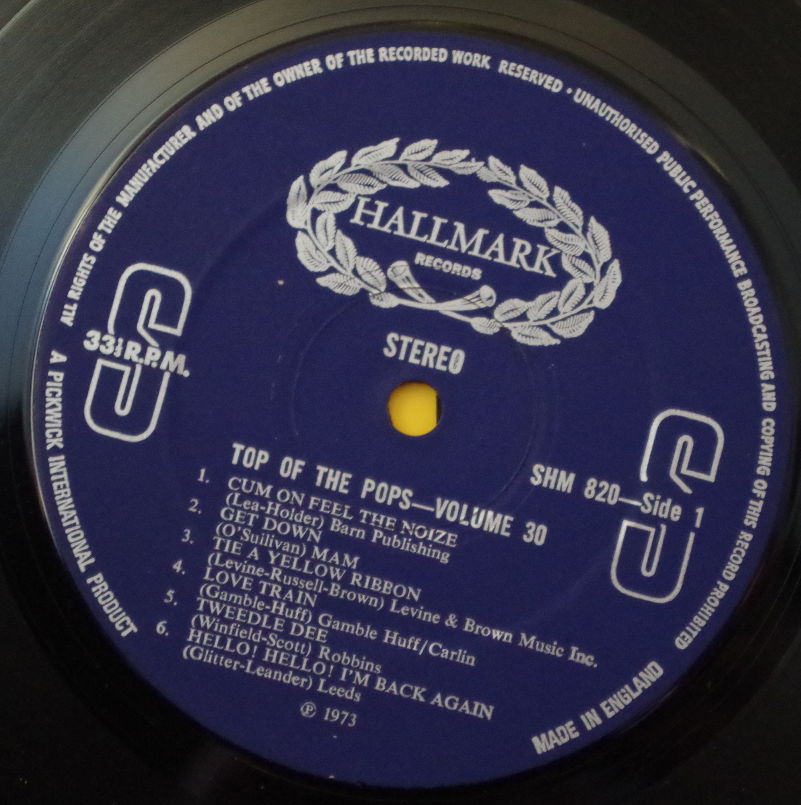 ALL RIGHTS OF THE MANUFACTURER AND OF THE OWNER OF THE RECORDED WORK RESERVED · UNAUTHORISED PUBLIC PERFORMANCE BROADCASTING AND COPYING OF THIS RECORD PROHIBITED
HALLMARK
RECORDS
STEREO
33⅓ R.P.M.
SHM 820—Side 1
TOP OF THE POPS—VOLUME 30
1. CUM ON FEEL THE NOIZE
(Lea-Holder) Barn Publishing
2. GET DOWN
(O'Sullivan) MAM
3. TIE A YELLOW RIBBON
(Levine-Russell-Brown) Levine & Brown Music Inc.
4. LOVE TRAIN
(Gamble-Huff) Gamble Huff/Carlin
5. TWEEDLE DEE
(Winfield-Scott) Robbins
6. HELLO! HELLO! I'M BACK AGAIN
(Glitter-Leander) Leeds
℗ 1973
A PICKWICK INTERNATIONAL PRODUCT
MADE IN ENGLAND